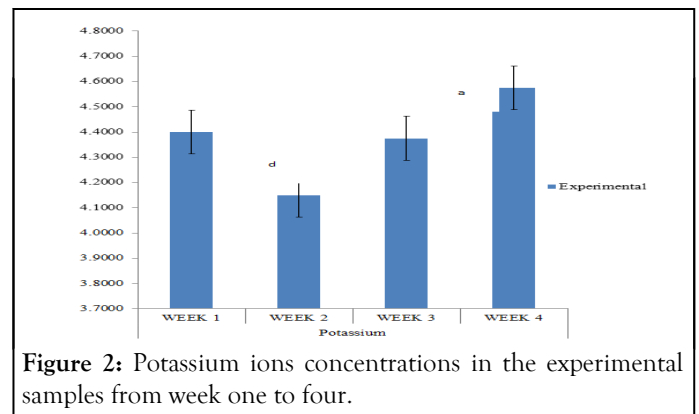 4.8000
4.7000
4.6000
a
4.5000
4.4000
4.3000
d
4.2000
Experimental
4.1000
4.0000
3.9000
3.8000
3.7000
WEEK 1 WEEK 2 WEEK 3 WEEK 4
Potassium
Figure 2: Potassium ions concentrations in the experimental
samples from week one to four.